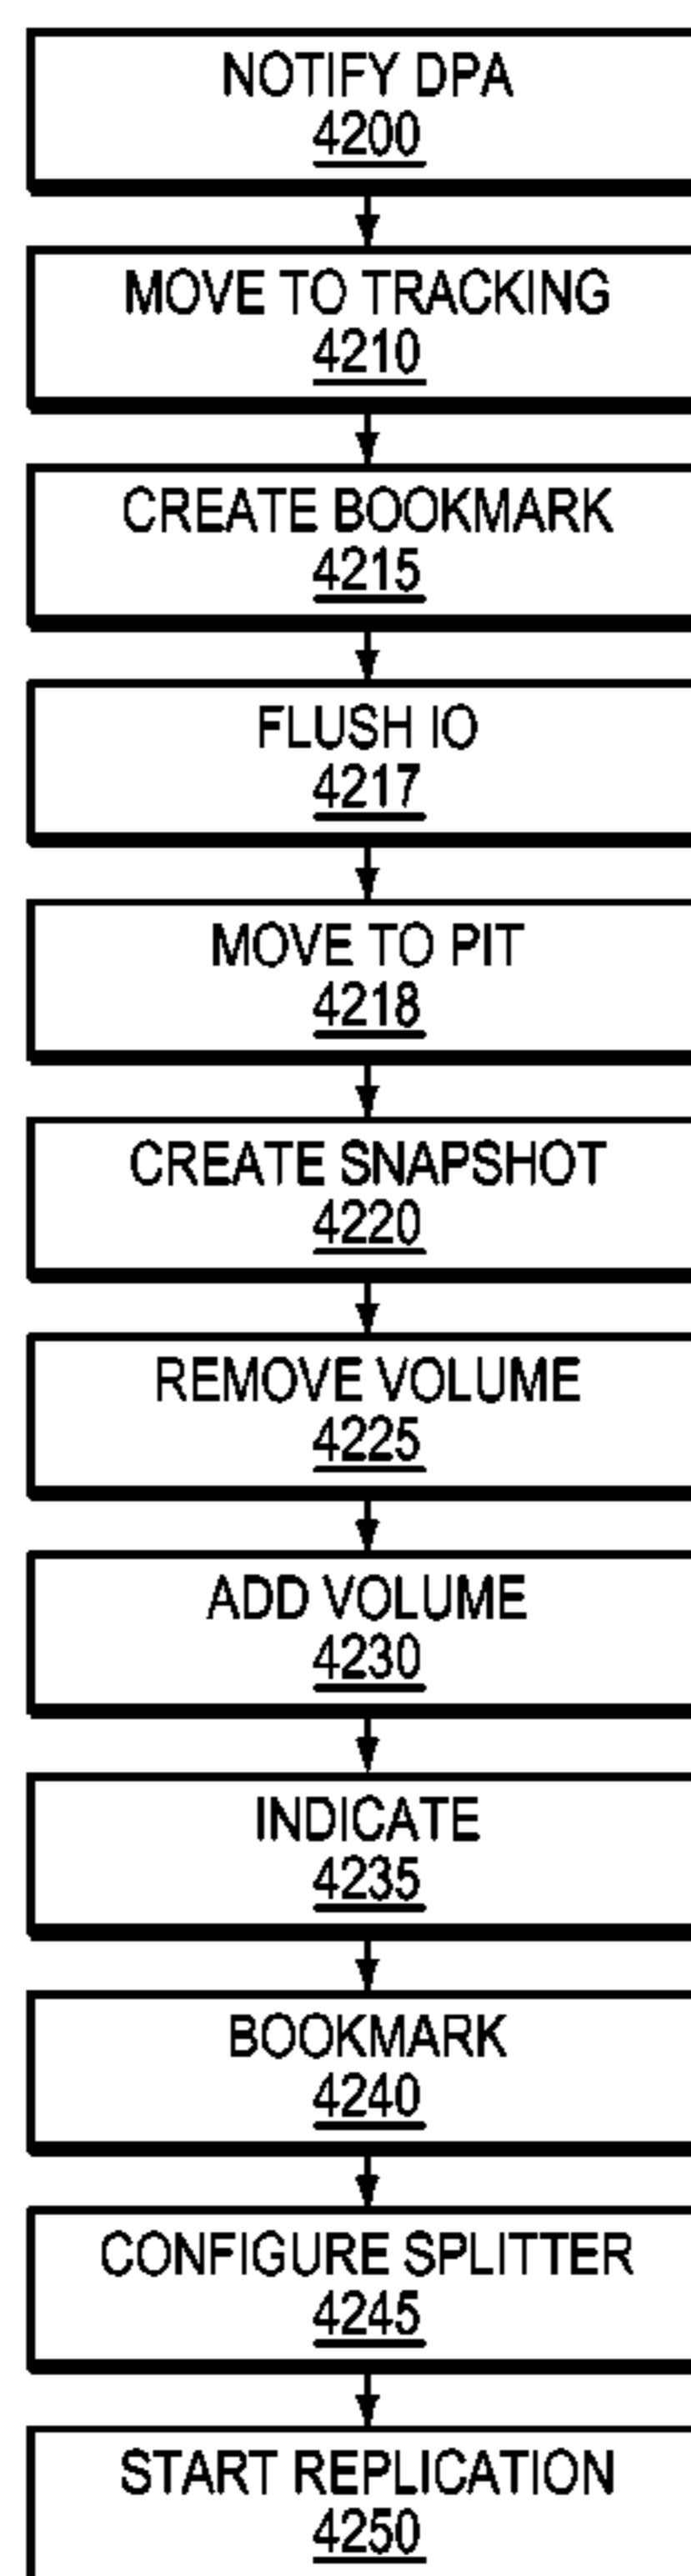 NOTIFY DPA
4200
MOVE TO TRACKING
4210
CREATE BOOKMARK
4215
FLUSH IO
4217
MOVE TO PIT
4218
CREATE SNAPSHOT
4220
REMOVE VOLUME
4225
ADD VOLUME
4230
INDICATE
4235
BOOKMARK
4240
CONFIGURE SPLITTER
4245
START REPLICATION
4250